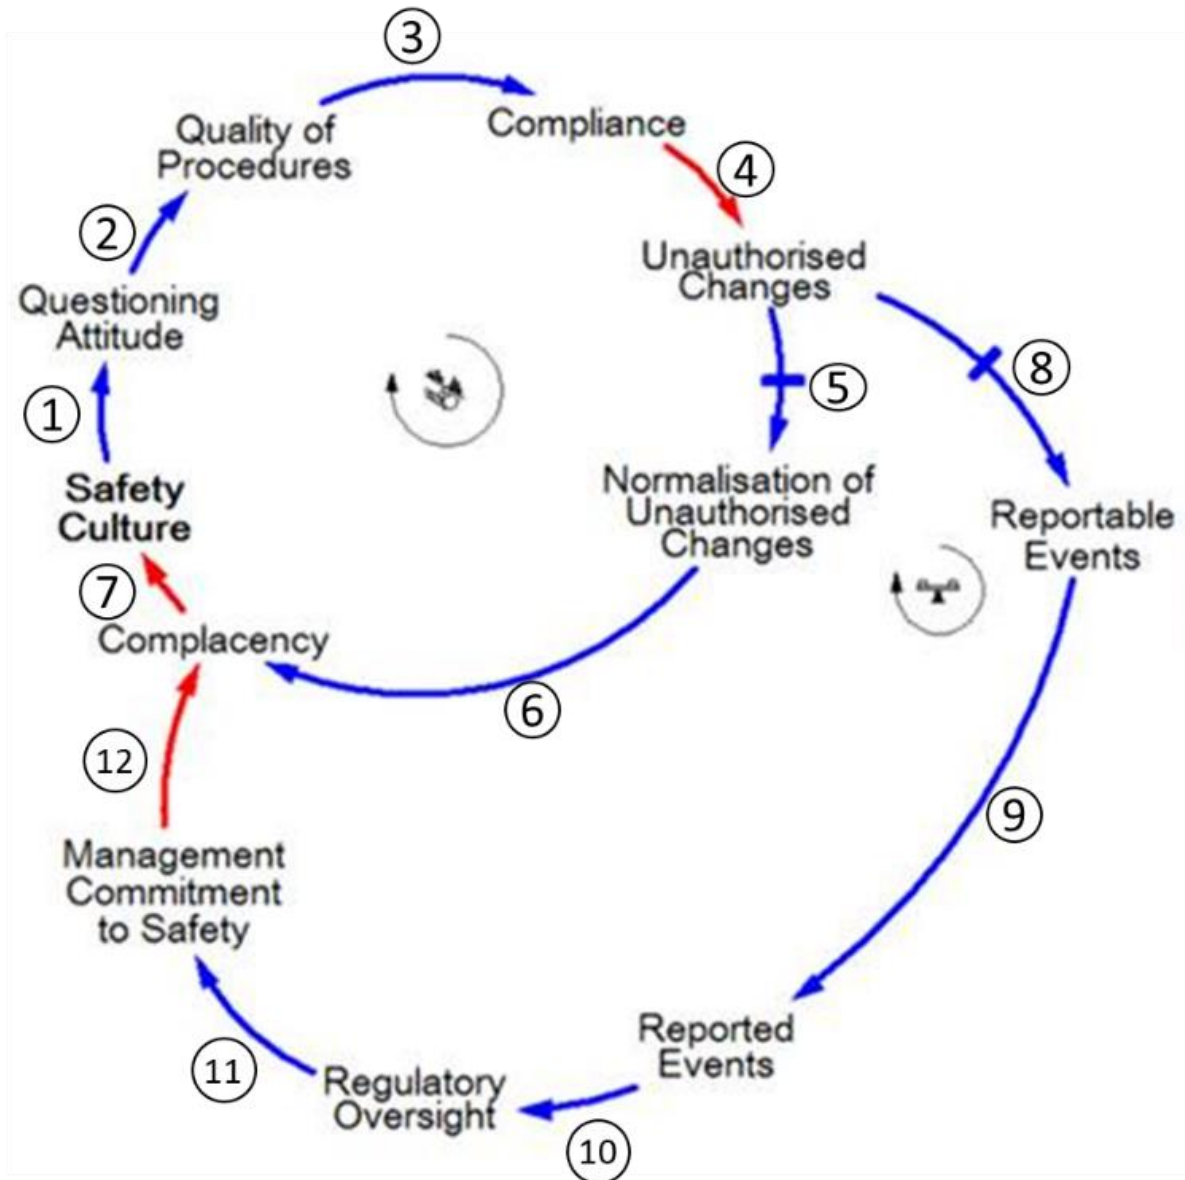 ③
Quality of
Procedures
Compliance
④
②
Unauthorised
Changes
Questioning
Attitude
⑧
⑤
①
Safety
Culture
Normalisation of
Unauthorised
Changes
Reportable
Events
⑦
Complacency
⑥
⑫
⑨
Management
Commitment
to Safety
Reported
Events
⑪
Regulatory
Oversight
⑩